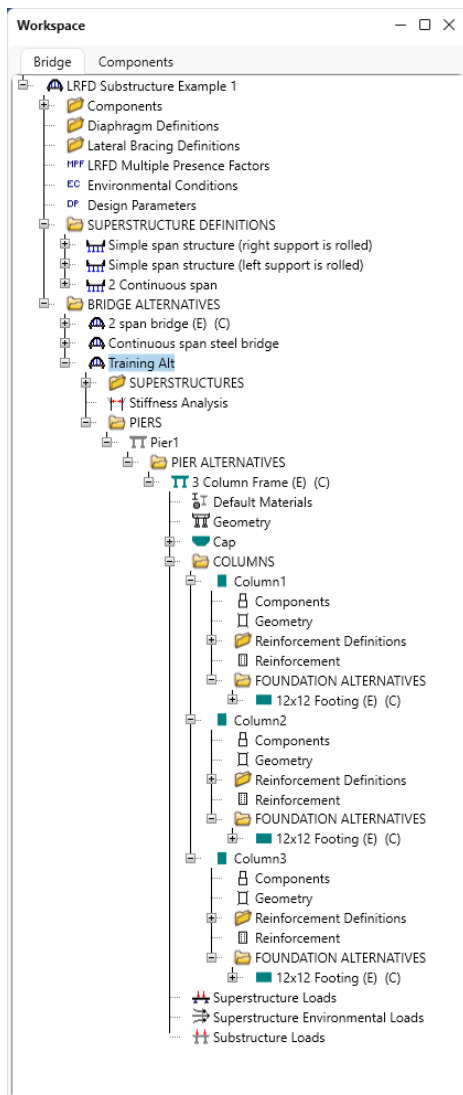 Workspace
Bridge Components
LRFD Substructure Example 1
Components
Diaphragm Definitions
Lateral Bracing Definitions
MPF LRFD Multiple Presence Factors
EC Environmental Conditions
DP Design Parameters
SUPERSTRUCTURE DEFINITIONS
Simple span structure (right support is rolled)
Simple span structure (left support is rolled)
2 Continuous span
BRIDGE ALTERNATIVES
2 span bridge (E) (C)
Continuous span steel bridge
Training Alt
SUPERSTRUCTURES
Stiffness Analysis
PIERS
Pier1
PIER ALTERNATIVES
3 Column Frame (E) (C)
Default Materials
Geometry
Cap
COLUMNS
Column1
Components
Geometry
Reinforcement Definitions
Reinforcement
FOUNDATION ALTERNATIVES
12x12 Footing (E) (C)
Column2
Components
Geometry
Reinforcement Definitions
Reinforcement
FOUNDATION ALTERNATIVES
12x12 Footing (E) (C)
Column3
Components
Geometry
Reinforcement Definitions
Reinforcement
FOUNDATION ALTERNATIVES
12x12 Footing (E) (C)
Superstructure Loads
Superstructure Environmental Loads
Substructure Loads